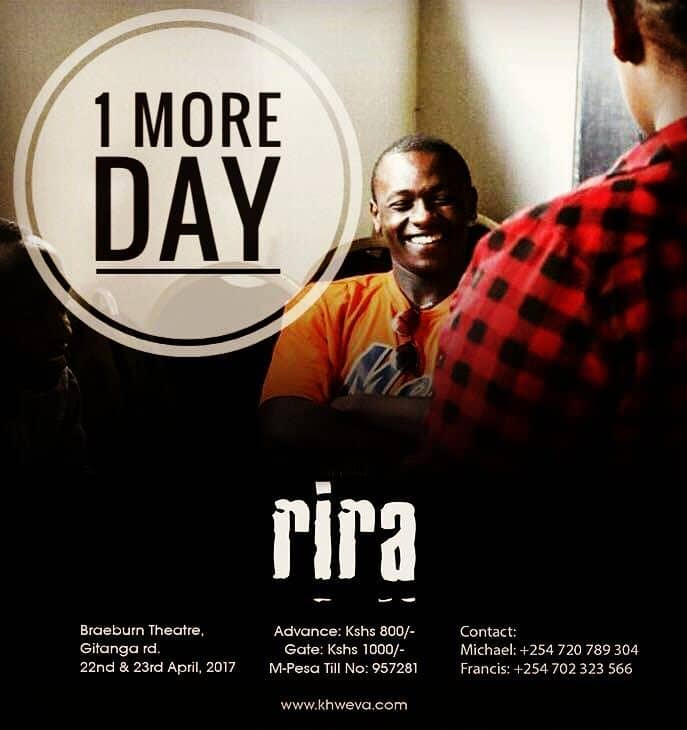 1 MORE
DAY
rira
Braeburn Theatre,
Gitanga rd.
22nd & 23rd April, 2017
Advance: Kshs 800/-
Gate: Kshs 1000/-
M-Pesa Till No: 957281
Contact:
Michael: +254 720 789 304
Francis: +254 702 323 566
www.khweva.com